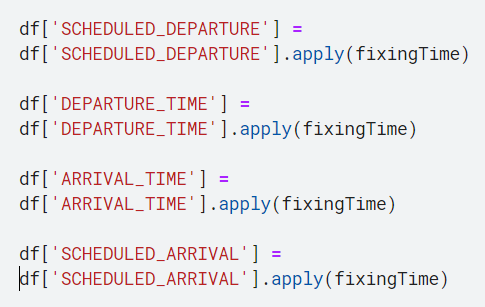 df['SCHEDULED_DEPARTURE'] =
df['SCHEDULED_DEPARTURE'].apply(fixingTime)
df['DEPARTURE_TIME'] =
df['DEPARTURE_TIME'].apply(fixingTime)
df['ARRIVAL_TIME'] =
df['ARRIVAL_TIME'].apply(fixingTime)
df['SCHEDULED_ARRIVAL'] =
df['SCHEDULED_ARRIVAL'].apply(fixingTime)